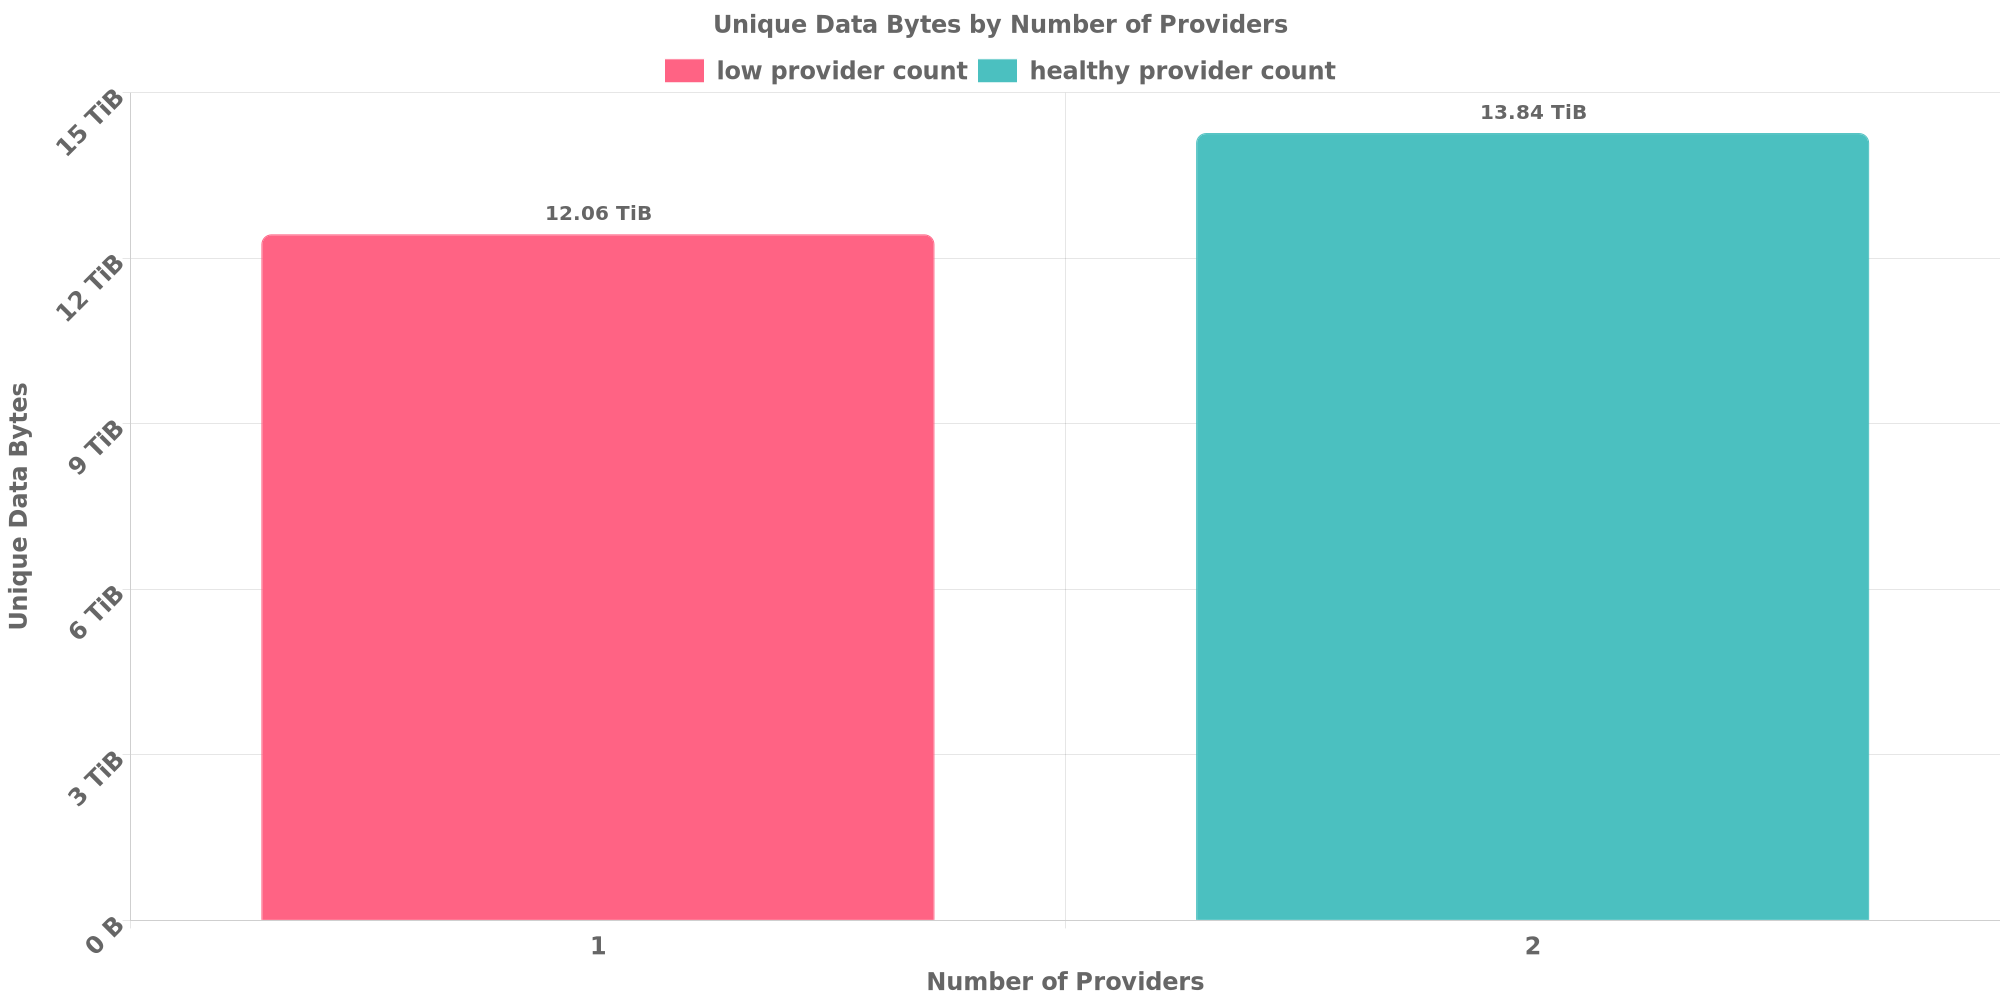 Unique Data Bytes by Number of Providers
low provider count
healthy provider count
15 TiB
12 TiB
9 TiB
6 TiB
3 TiB
0 B
Unique Data Bytes
12.06 TiB
13.84 TiB
1
2
Number of Providers